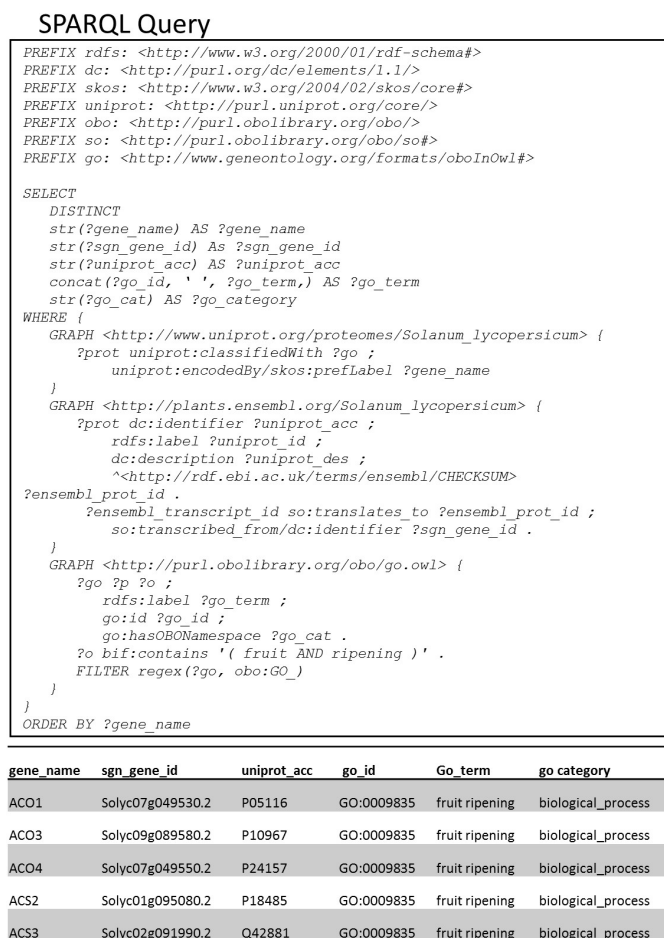 SPARQL Query
PREFIX rdfs: <http://www.w3.org/2000/01/rdf-schema#>
PREFIX dc: <http://purl.org/dc/elements/1.1/>
PREFIX skos: <http://www.w3.org/2004/02/skos/core#>
PREFIX uniprot: <http://purl.uniprot.org/core/>
PREFIX obo: <http://purl.obolibrary.org/obo/>
PREFIX so: <http://purl.obolibrary.org/obo/so#>
PREFIX go: <http://www.geneontology.org/formats/oboInOwl#>
SELECT
DISTINCT
str(?gene_name) AS ?gene_name
str(?sgn_gene_id) As ?sgn_gene_id
str(?uniprot_acc) AS ?uniprot_acc
concat(?go_id, ' ', ?go_term,) AS ?go_term
str(?go_cat) AS ?go_category
WHERE {
GRAPH <http://www.uniprot.org/proteomes/Solanum_lycopersicum> {
?prot uniprot:classifiedWith ?go ;
uniprot:encodedBy/skos:prefLabel ?gene_name
}
GRAPH <http://plants.ensembl.org/Solanum_lycopersicum> {
?prot dc:identifier ?uniprot_acc ;
rdfs:label ?uniprot_id ;
dc:description ?uniprot_des ;
^<http://rdf.ebi.ac.uk/terms/ensembl/CHECKSUM>
?ensembl_prot_id .
?ensembl_transcript_id so:translates_to ?ensembl_prot_id ;
so:transcribed_from/dc:identifier ?sgn_gene_id .
}
GRAPH <http://purl.obolibrary.org/obo/go.owl> {
?go ?p ?o ;
rdfs:label ?go_term ;
go:id ?go_id ;
go:hasOBONamespace ?go_cat .
?o bif:contains '( fruit AND ripening )' .
FILTER regex(?go, obo:GO_)
}
}
ORDER BY ?gene_name
gene_name sgn_gene_id uniprot_acc go_id Go_term go category
ACO1 Solyc07g049530.2 P05116 GO:0009835 fruit ripening biological_process
ACO3 Solyc09g089580.2 P10967 GO:0009835 fruit ripening biological_process
ACO4 Solyc07g049550.2 P24157 GO:0009835 fruit ripening biological_process
ACS2 Solyc01g095080.2 P18485 GO:0009835 fruit ripening biological_process
ACS3 Solyc02g091990.2 Q42881 GO:0009835 fruit ripening biological_process